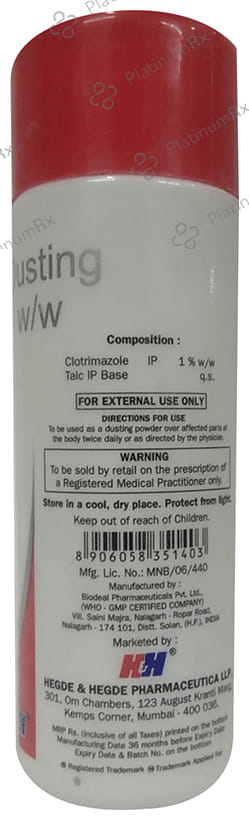 PlatinumRx
Dusting
w/w
Composition :
Clotrimazole IP 1 % w/w
Talc IP Base q.s.
FOR EXTERNAL USE ONLY
DIRECTIONS FOR USE
To be used as a dusting powder over affected parts of
the body twice daily or as directed by the physician.
WARNING
To be sold by retail on the prescription of
a Registered Medical Practitioner only.
Store in a cool, dry place. Protect from light.
Keep out of reach of Children.
8 906058 351403
Mfg. Lic. No.: MNB/06/440
Manufactured by :
Biodeal Pharmaceuticals Pvt. Ltd.,
(WHO - GMP CERTIFIED COMPANY)
Vill. Saini Majra, Nalagarh - Ropar Road,
Nalagarh - 174 101, Distt. Solan, (H.P.), INDIA
Marketed by :
H&H®
HEGDE & HEGDE PHARMACEUTICA LLP.
301, Om Chambers, 123 August Kranti Marg,
Kemps Corner, Mumbai - 400 036.
MRP Rs. (Inclusive of all Taxes) printed on the bottom
Manufacturing Date 36 months before Expiry Date
Expiry Date & Batch No. on the bottom
® Registered Trademark ™ Trademark Applied For